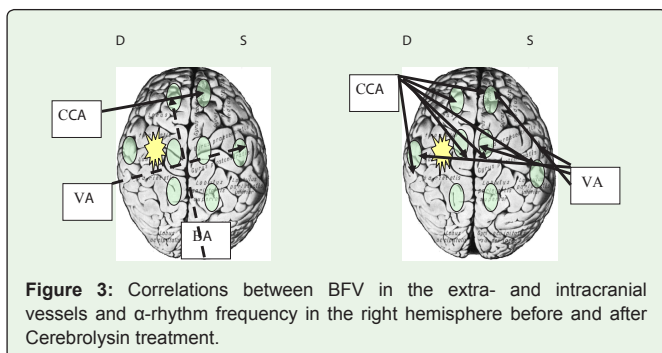 D S D S
CCA CCA
VA VA
BA
Figure 3: Correlations between BFV in the extra- and intracranial
vessels and α-rhythm frequency in the right hemisphere before and after
Cerebrolysin treatment.